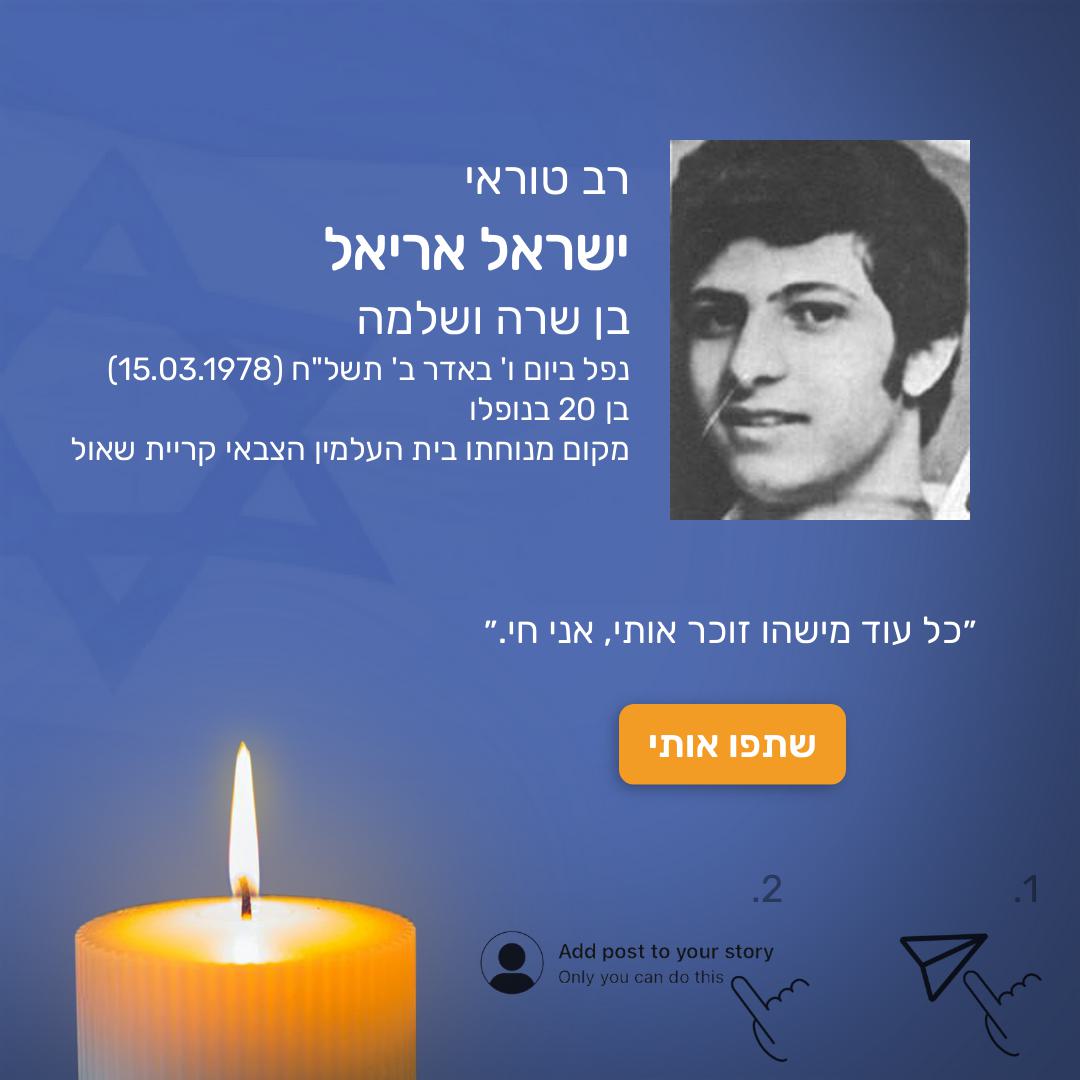 רב טוראי
ישראל אריאל
בן שרה ושלמה
נפל ביום ו' באדר ב' תשל"ח (15.03.1978)
בן 20 בנופלו
מקום מנוחתו בית העלמין הצבאי קריית שאול
״כל עוד מישהו זוכר אותי, אני חי.״
שתפו אותי
1.
2.
Add post to your story
Only you can do this